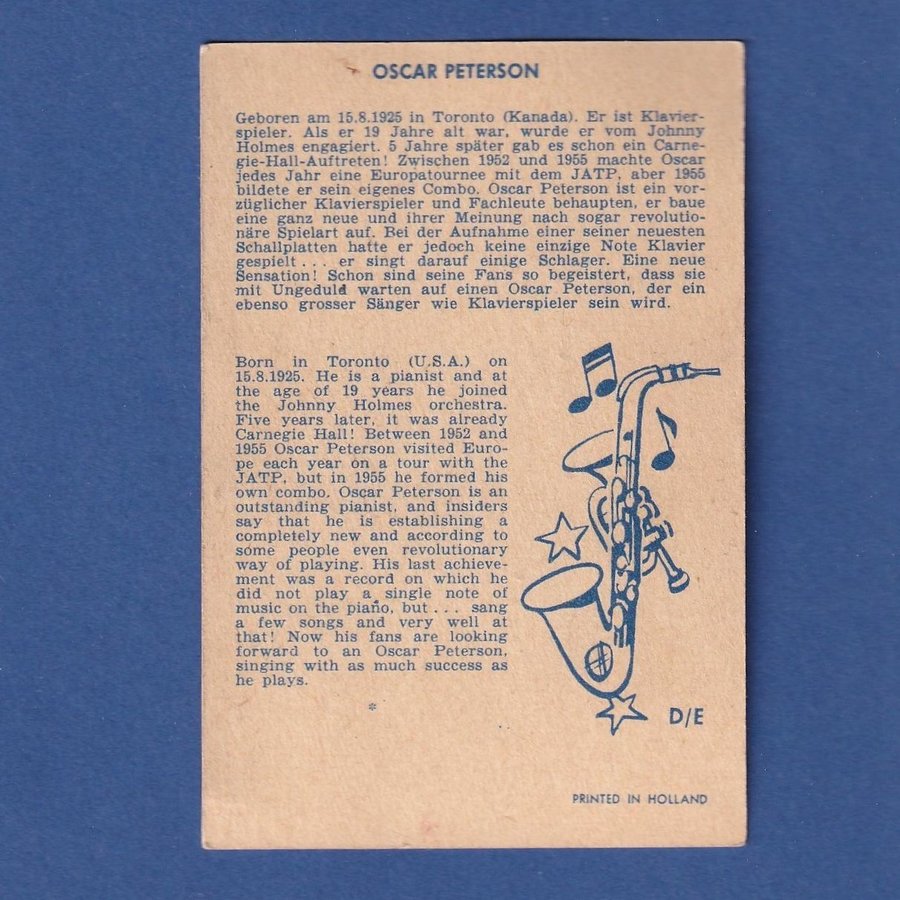 OSCAR PETERSON
Geboren am 15.8.1925 in Toronto (Kanada). Er ist Klavier-
spieler. Als er 19 Jahre alt war, wurde er vom Johnny
Holmes engagiert. 5 Jahre später gab es schon ein Carne-
gie-Hall-Auftreten! Zwischen 1952 und 1955 machte Oscar
jedes Jahr eine Europatournee mit dem JATP, aber 1955
bildete er sein eigenes Combo. Oscar Peterson ist ein vor-
züglicher Klavierspieler und Fachleute behaupten, er baue
eine ganz neue und ihrer Meinung nach sogar revolutio-
näre Spielart auf. Bei der Aufnahme einer seiner neuesten
Schallplatten hatte er jedoch keine einzige Note Klavier
gespielt ... er singt darauf einige Schlager. Eine neue
Sensation! Schon sind seine Fans so begeistert, dass sie
mit Ungeduld warten auf einen Oscar Peterson, der ein
ebenso grosser Sänger wie Klavierspieler sein wird.
Born in Toronto (U.S.A.) on
15.8.1925. He is a pianist and at
the age of 19 years he joined
the Johnny Holmes orchestra.
Five years later, it was already
Carnegie Hall! Between 1952 and
1955 Oscar Peterson visited Euro-
pe each year on a tour with the
JATP, but in 1955 he formed his
own combo. Oscar Peterson is an
outstanding pianist, and insiders
say that he is establishing a
completely new and according to
some people even revolutionary
way of playing. His last achieve-
ment was a record on which he
did not play a single note of
music on the piano, but ... sang
a few songs and very well at
that! Now his fans are looking
forward to an Oscar Peterson,
singing with as much success as
he plays.
*
D/E
PRINTED IN HOLLAND